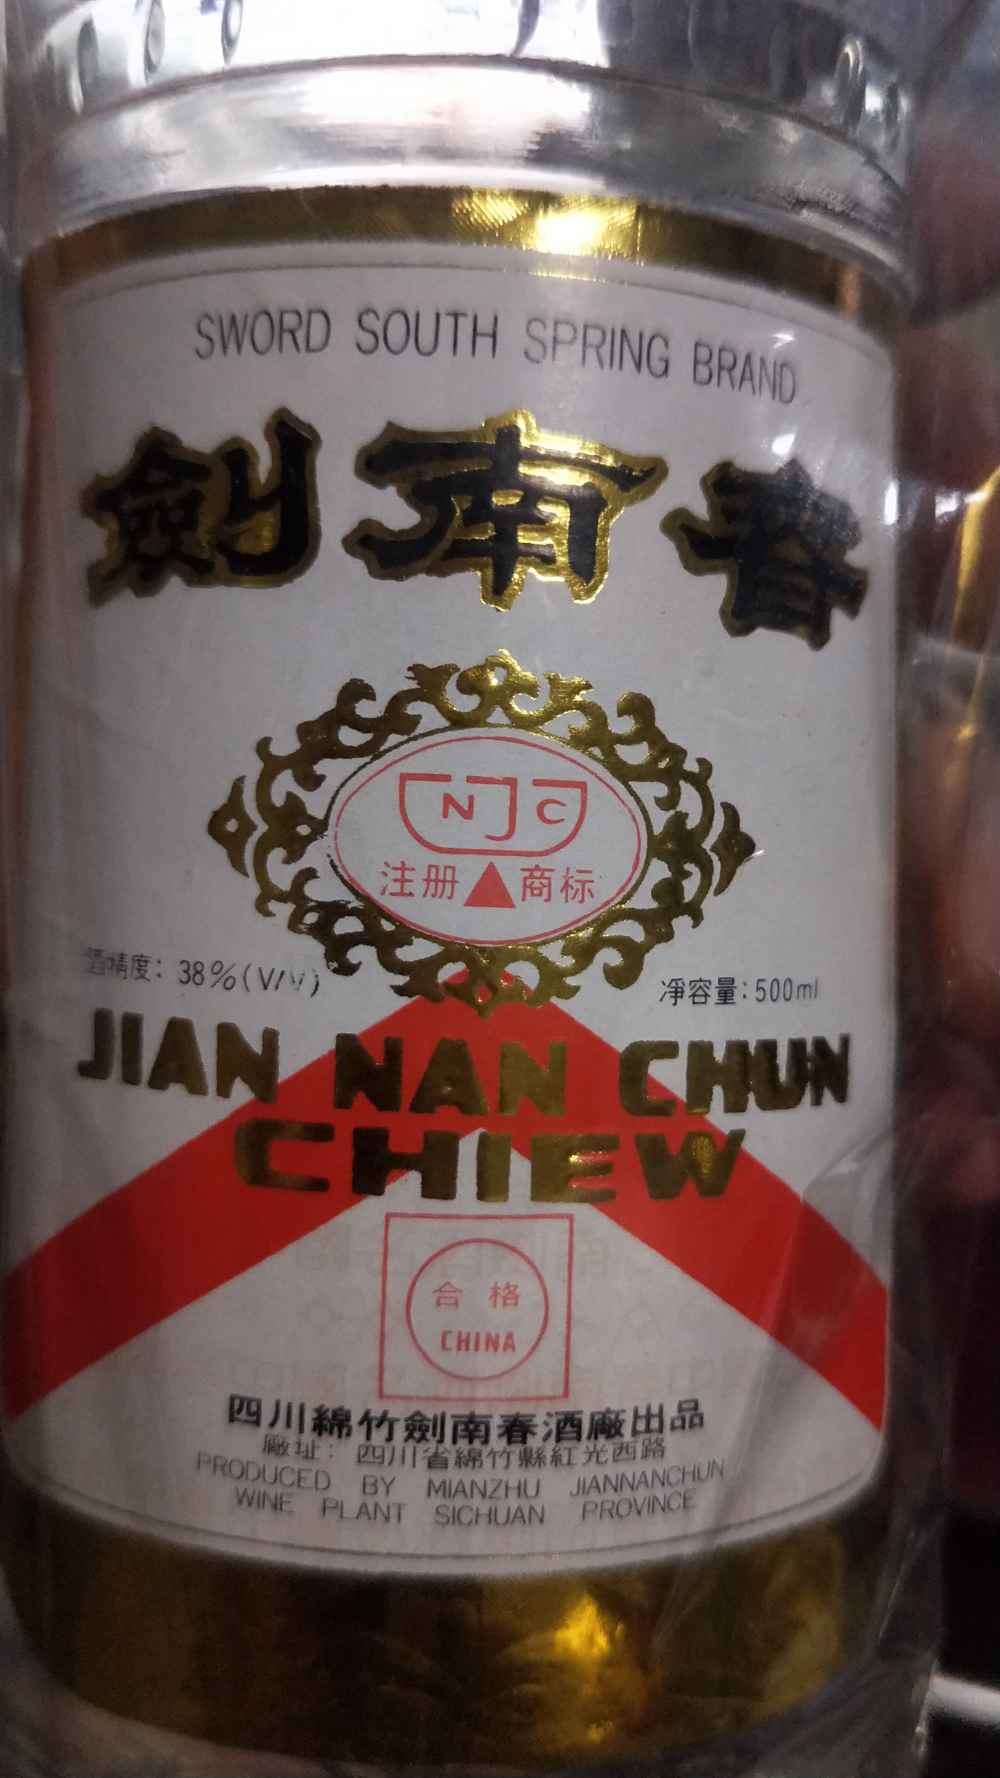 SWORD SOUTH SPRING BRAND
劍南春
NJC
注册 商标
酒精度: 38%(V/V)
淨容量:500ml
JIAN NAN CHUN
CHIEW
合格
CHINA
四川綿竹劍南春酒廠出品
廠址: 四川省綿竹縣紅光西路
PRODUCED BY MIANZHU JIANNANCHUN
WINE PLANT SICHUAN PROVINCE